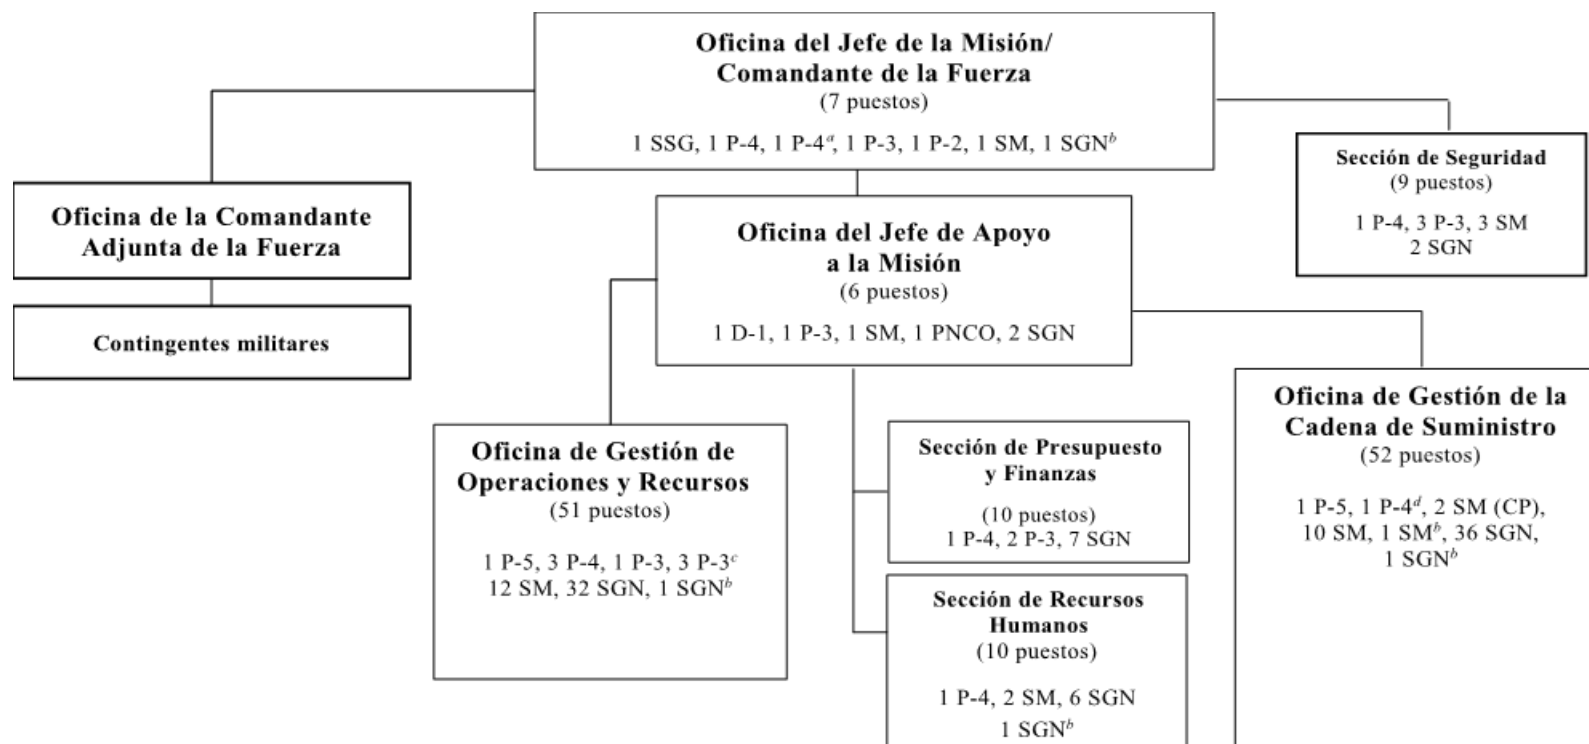 Oficina del Jefe de la Misión/
Comandante de la Fuerza
(7 puestos)
1 SSG, 1 P-4, 1 P-4ᵃ, 1 P-3, 1 P-2, 1 SM, 1 SGNᵇ
Oficina de la Comandante
Adjunta de la Fuerza
Contingentes militares
Oficina del Jefe de Apoyo
a la Misión
(6 puestos)
1 D-1, 1 P-3, 1 SM, 1 PNCO, 2 SGN
Sección de Seguridad
(9 puestos)
1 P-4, 3 P-3, 3 SM
2 SGN
Oficina de Gestión de
Operaciones y Recursos
(51 puestos)
1 P-5, 3 P-4, 1 P-3, 3 P-3ᶜ
12 SM, 32 SGN, 1 SGNᵇ
Sección de Presupuesto
y Finanzas
(10 puestos)
1 P-4, 2 P-3, 7 SGN
Sección de Recursos
Humanos
(10 puestos)
1 P-4, 2 SM, 6 SGN
1 SGNᵇ
Oficina de Gestión de la
Cadena de Suministro
(52 puestos)
1 P-5, 1 P-4ᵈ, 2 SM (CP),
10 SM, 1 SMᵇ, 36 SGN,
1 SGNᵇ